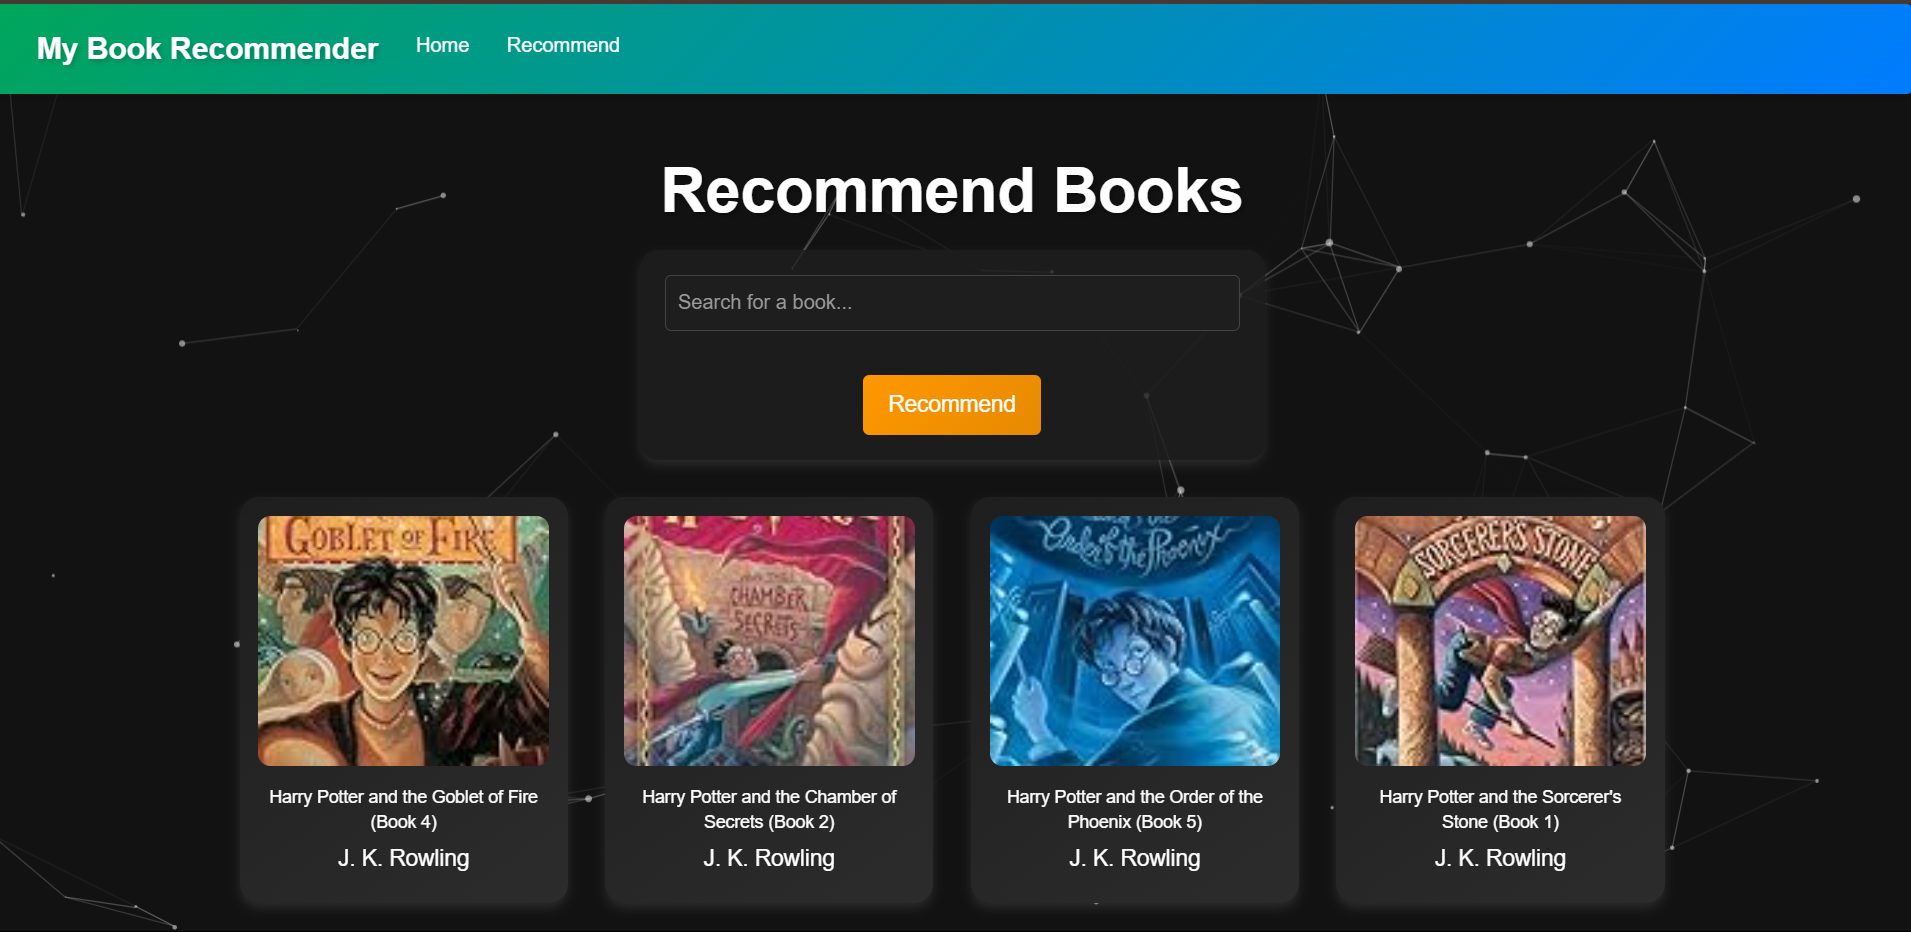 My Book Recommender Home Recommend
Recommend Books
Search for a book...
Recommend
GOBLET OF FIRE
CHAMBER
SECRETS
Order of the Phoenix
SORCERER'S STONE
Harry Potter and the Goblet of Fire
(Book 4)
J. K. Rowling
Harry Potter and the Chamber of
Secrets (Book 2)
J. K. Rowling
Harry Potter and the Order of the
Phoenix (Book 5)
J. K. Rowling
Harry Potter and the Sorcerer's
Stone (Book 1)
J. K. Rowling